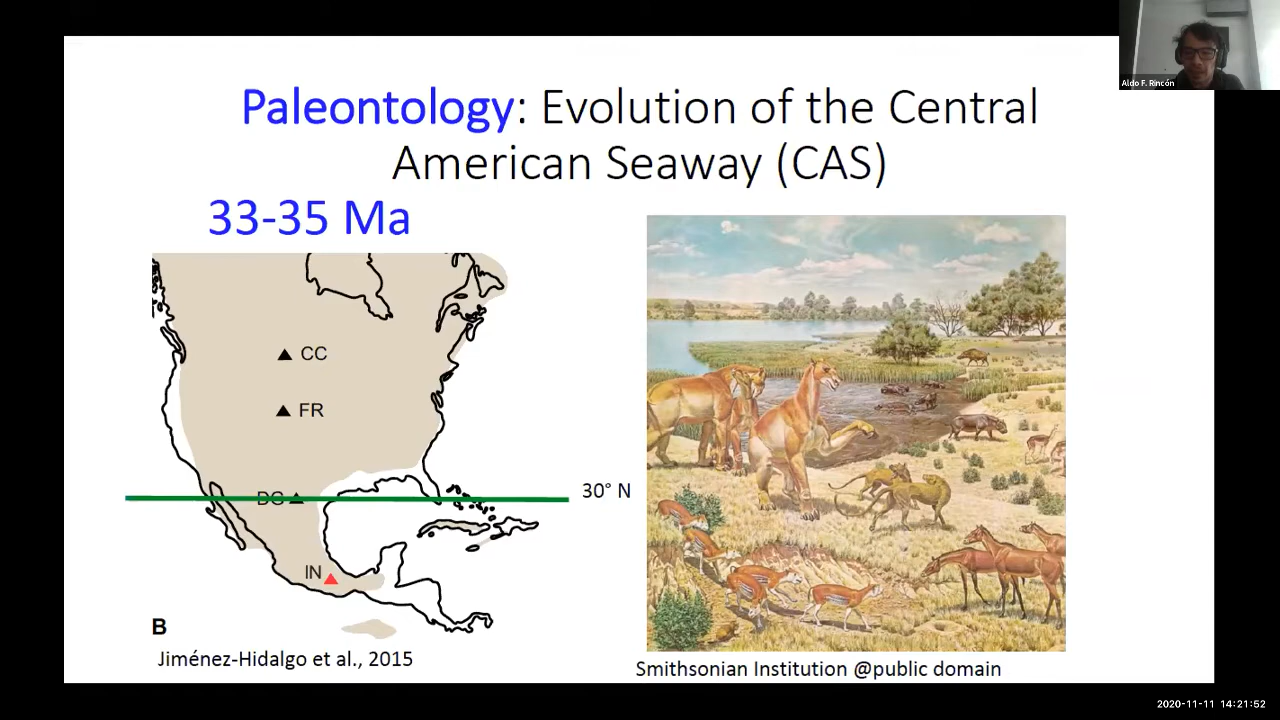 Aldo F. Rincón
Paleontology: Evolution of the Central
American Seaway (CAS)
33-35 Ma
CC
FR
DG
30° N
IN
B
Jiménez-Hidalgo et al., 2015
Smithsonian Institution @public domain
2020-11-11 14:21:52